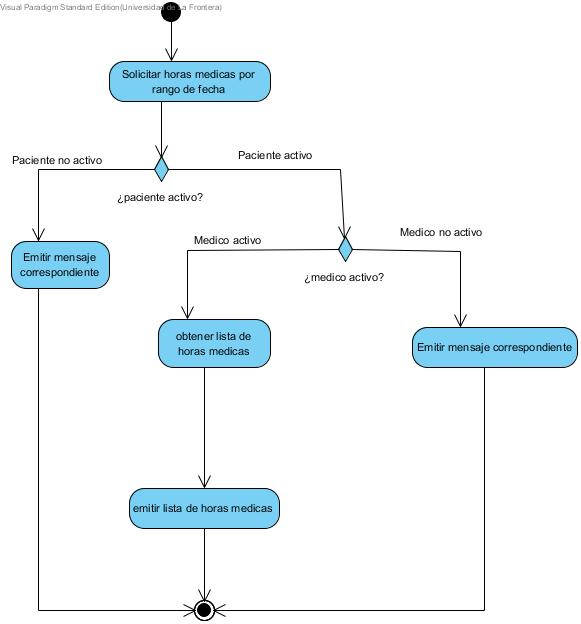 Visual Paradigm Standard Edition(Universidad de La Frontera)
Solicitar horas medicas por
rango de fecha
Paciente no activo
Paciente activo
¿paciente activo?
Medico activo
Medico no activo
¿medico activo?
Emitir mensaje
correspondiente
obtener lista de
horas medicas
Emitir mensaje correspondiente
emitir lista de horas medicas